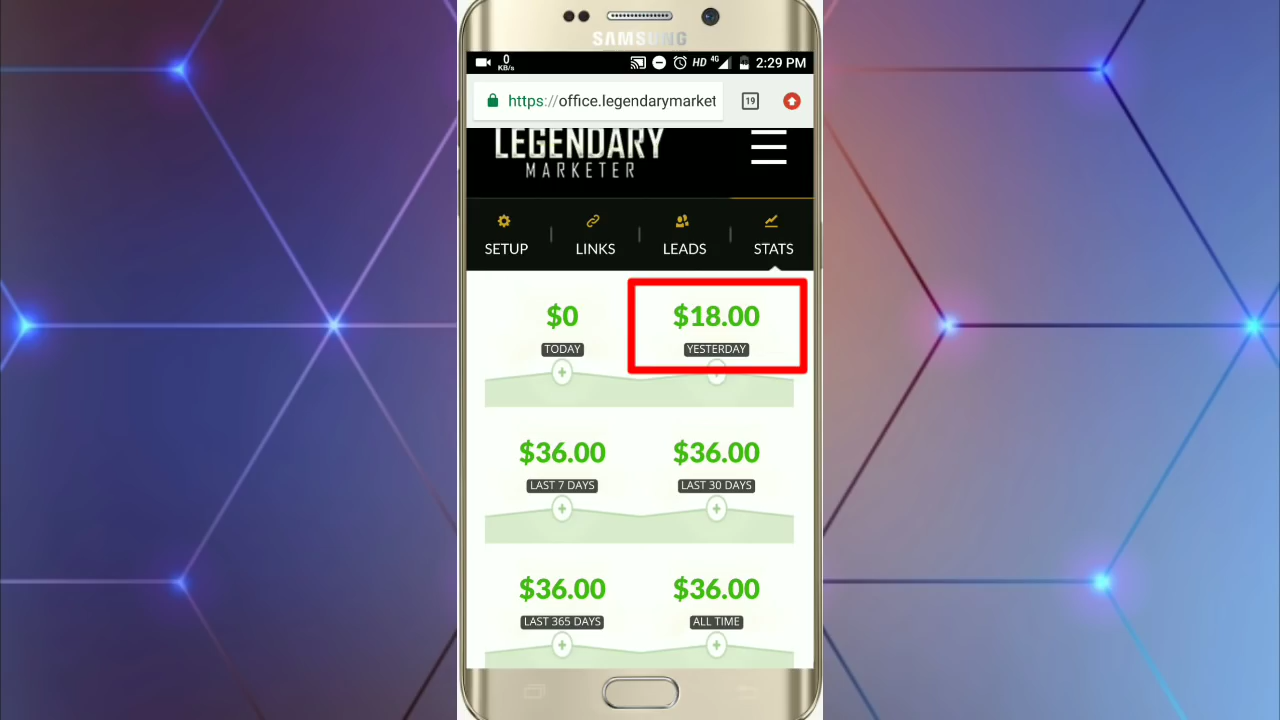 SAMSUNG
0
KB/s
HD 4G 2:29 PM
https://office.legendarymarket
19
LEGENDARY
MARKETER
SETUP LINKS LEADS STATS
$0 $18.00
TODAY YESTERDAY
$36.00 $36.00
LAST 7 DAYS LAST 30 DAYS
$36.00 $36.00
LAST 365 DAYS ALL TIME